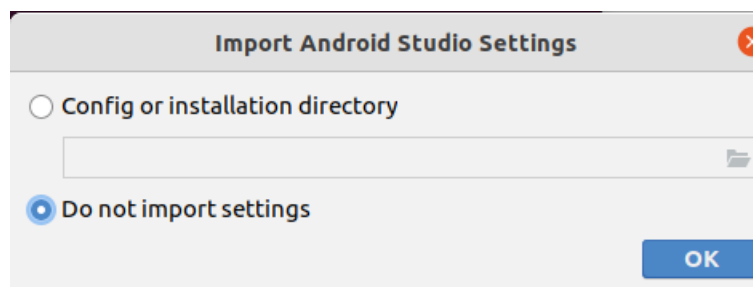 Import Android Studio Settings
Config or installation directory
Do not import settings
OK